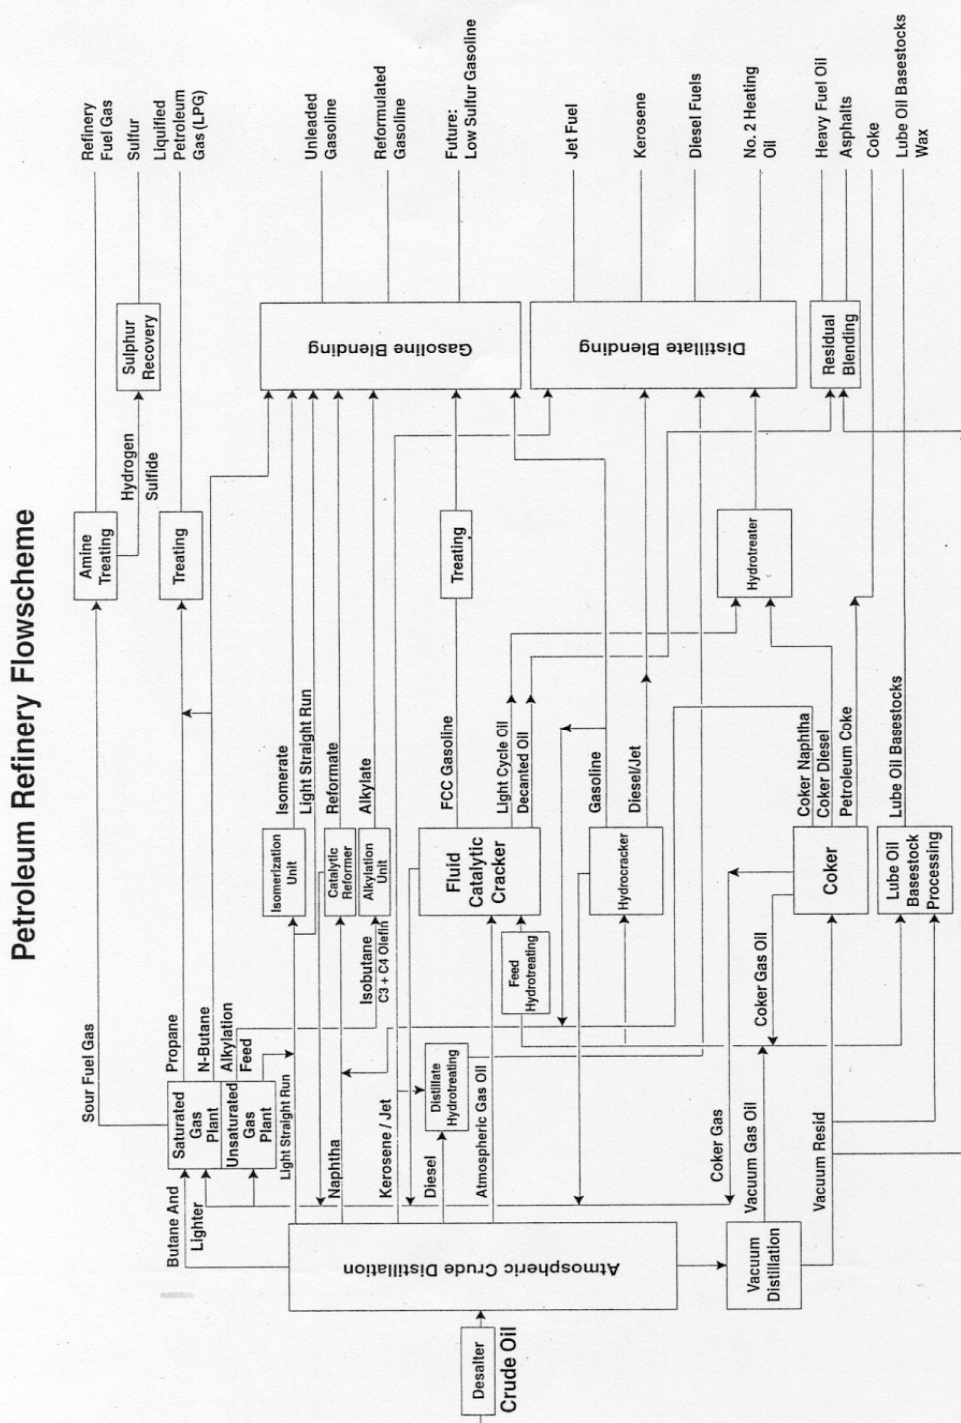 Petroleum Refinery Flowscheme
Refinery
Fuel Gas
Sulfur
Liquified
Petroleum
Gas (LPG)
Unleaded
Gasoline
Reformulated
Gasoline
Future:
Low Sulfur Gasoline
Jet Fuel
Kerosene
Diesel Fuels
No. 2 Heating
Oil
Heavy Fuel Oil
Asphalts
Coke
Lube Oil Basestocks
Wax
Sulphur
Recovery
Gasoline Blending
Distillate Blending
Residual
Blending
Hydrogen
Sulfide
Amine
Treating
Treating
Treating
Hydrotreater
Isomerate
Light Straight Run
Reformate
Alkylate
FCC Gasoline
Light Cycle Oil
Decanted Oil
Gasoline
Diesel/Jet
Coker Naphtha
Coker Diesel
Petroleum Coke
Lube Oil Basestocks
Isomerization
Unit
Catalytic
Reformer
Alkylation
Unit
Fluid
Catalytic
Cracker
Hydrocracker
Coker
Lube Oil
Basestock
Processing
Isobutane
C3 + C4 Olefin
Feed
Hydrotreating
Coker Gas Oil
Sour Fuel Gas
Propane
N-Butane
Alkylation
Feed
Saturated
Gas
Plant
Unsaturated
Gas
Plant
Light Straight Run
Distillate
Hydrotreating
Butane And
Lighter
Naphtha
Kerosene / Jet
Diesel
Atmospheric Gas Oil
Coker Gas
Vacuum Gas Oil
Vacuum Resid
Atmospheric Crude Distillation
Vacuum
Distillation
Desalter
Crude Oil